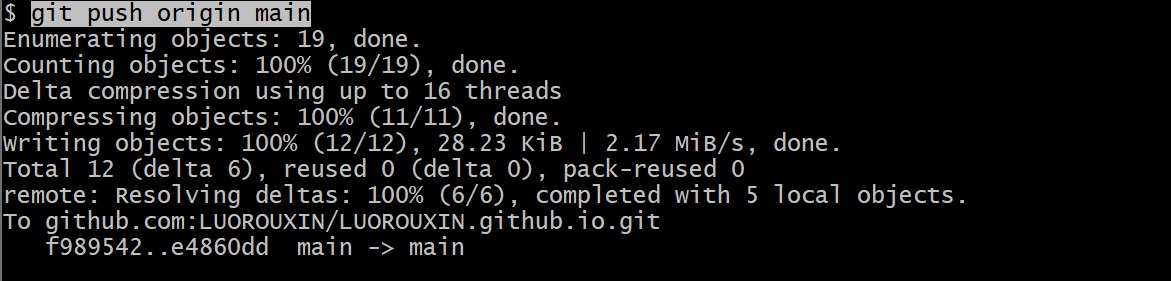 $ git push origin main
Enumerating objects: 19, done.
Counting objects: 100% (19/19), done.
Delta compression using up to 16 threads
Compressing objects: 100% (11/11), done.
Writing objects: 100% (12/12), 28.23 KiB | 2.17 MiB/s, done.
Total 12 (delta 6), reused 0 (delta 0), pack-reused 0
remote: Resolving deltas: 100% (6/6), completed with 5 local objects.
To github.com:LUOROUXIN/LUOROUXIN.github.io.git
   f989542..e4860dd  main -> main